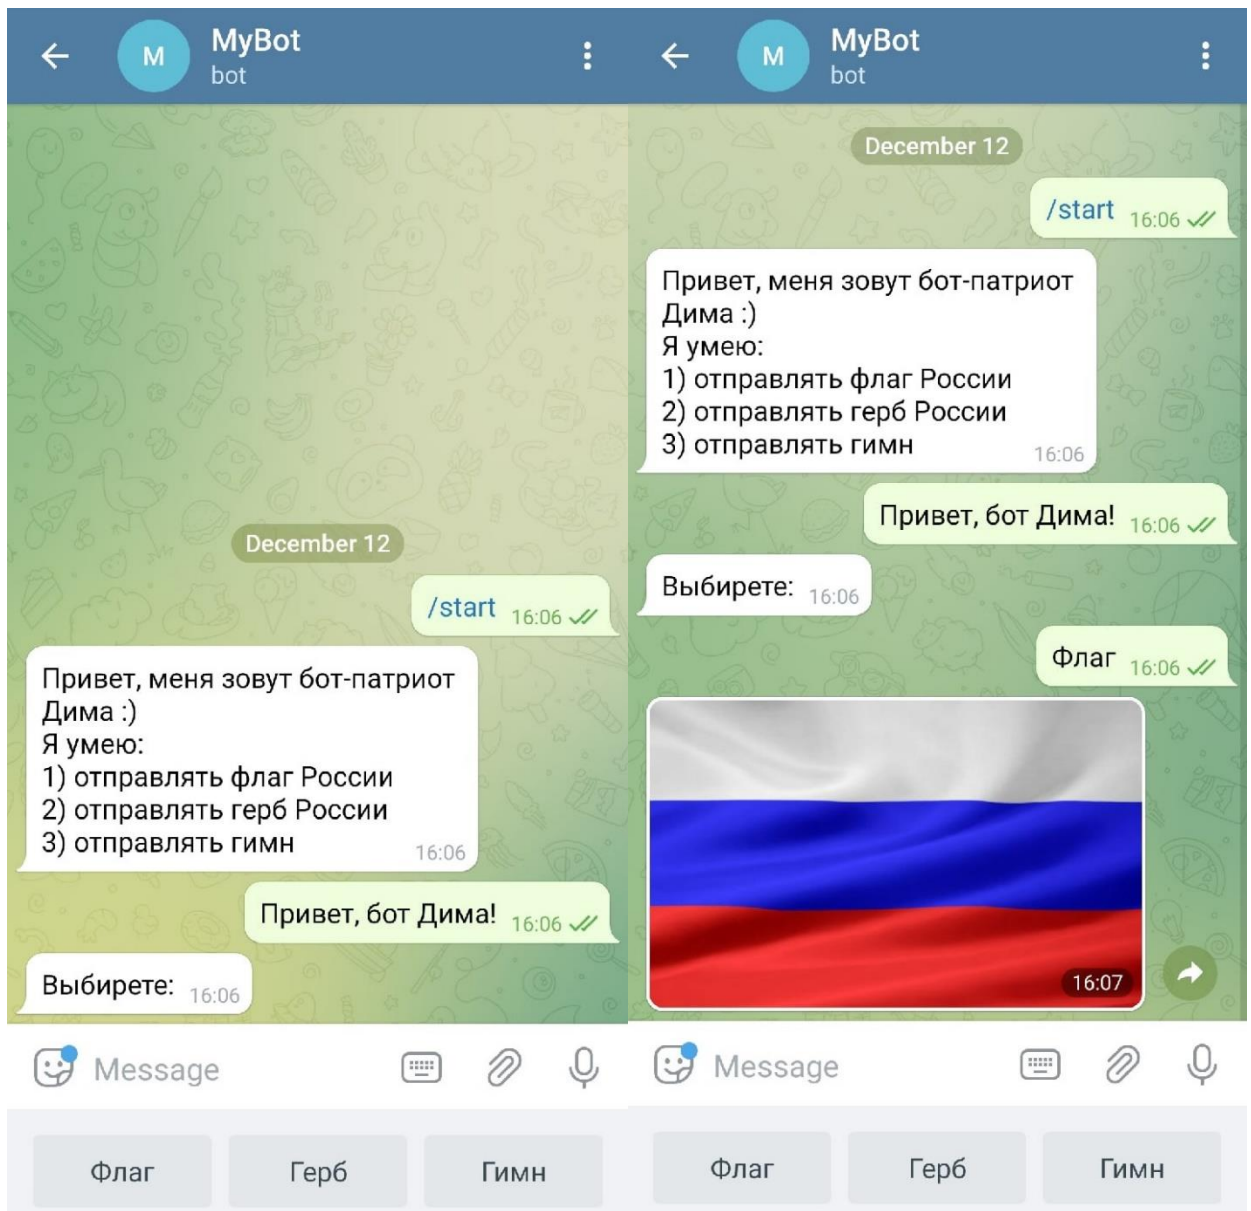 MyBot
bot
M
December 12
/start 16:06
Привет, меня зовут бот-патриот
Дима :)
Я умею:
1) отправлять флаг России
2) отправлять герб России
3) отправлять гимн 16:06
Привет, бот Дима! 16:06
Выбирете: 16:06
Message
Флаг Герб Гимн
MyBot
bot
M
December 12
/start 16:06
Привет, меня зовут бот-патриот
Дима :)
Я умею:
1) отправлять флаг России
2) отправлять герб России
3) отправлять гимн 16:06
Привет, бот Дима! 16:06
Выбирете: 16:06
Флаг 16:06
16:07
Message
Флаг Герб Гимн